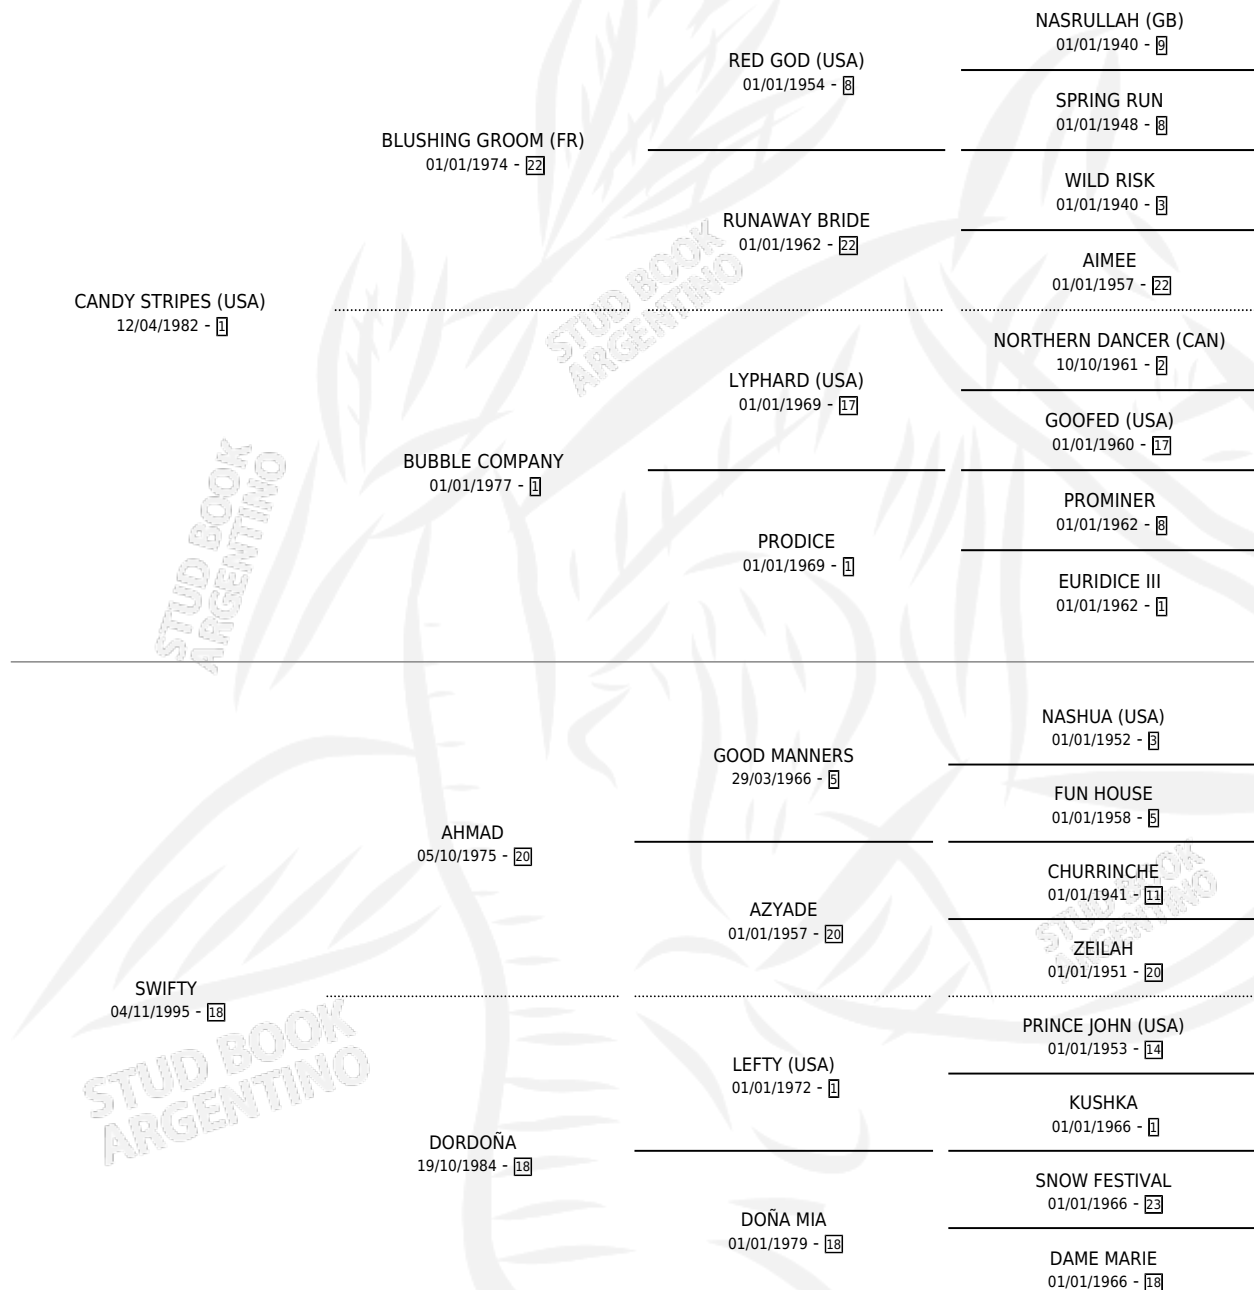 NASRULLAH (GB)
01/01/1940 - 9
RED GOD (USA)
01/01/1954 - 8
SPRING RUN
01/01/1948 - 8
BLUSHING GROOM (FR)
01/01/1974 - 22
WILD RISK
01/01/1940 - 3
RUNAWAY BRIDE
01/01/1962 - 22
AIMEE
01/01/1957 - 22
CANDY STRIPES (USA)
12/04/1982 - 1
NORTHERN DANCER (CAN)
10/10/1961 - 2
LYPHARD (USA)
01/01/1969 - 17
GOOFED (USA)
01/01/1960 - 17
BUBBLE COMPANY
01/01/1977 - 1
PROMINER
01/01/1962 - 8
PRODICE
01/01/1969 - 1
EURIDICE III
01/01/1962 - 1
NASHUA (USA)
01/01/1952 - 3
GOOD MANNERS
29/03/1966 - 5
FUN HOUSE
01/01/1958 - 5
AHMAD
05/10/1975 - 20
CHURRINCHE
01/01/1941 - 11
AZYADE
01/01/1957 - 20
ZEILAH
01/01/1951 - 20
SWIFTY
04/11/1995 - 18
PRINCE JOHN (USA)
01/01/1953 - 14
LEFTY (USA)
01/01/1972 - 1
KUSHKA
01/01/1966 - 1
DORDOÑA
19/10/1984 - 18
SNOW FESTIVAL
01/01/1966 - 23
DOÑA MIA
01/01/1979 - 18
DAME MARIE
01/01/1966 - 18
STUD BOOK
ARGENTINO
STUD BOOK
ARGENTINO
STUD BOOK
ARGENTINO
STUD BOOK
ARGENTINO